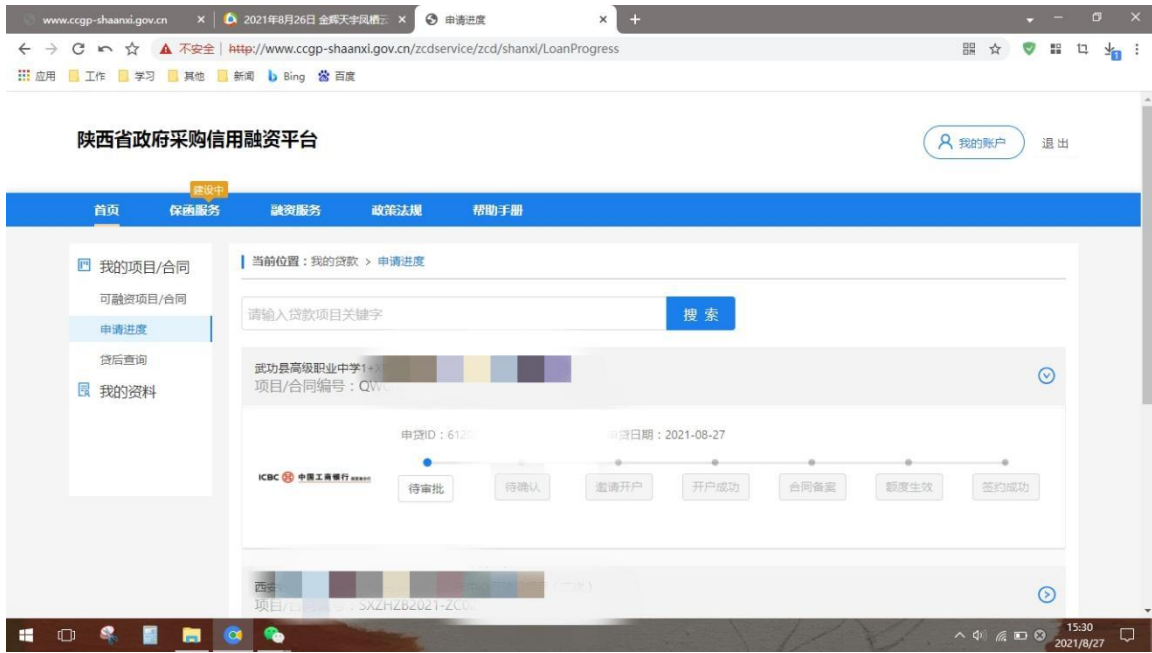 www.ccgp-shaanxi.gov.cn
2021年8月26日 金辉天宇凤栖云
申请进度
不安全 | http://www.ccgp-shaanxi.gov.cn/zcdservice/zcd/shanxi/LoanProgress
应用 工作 学习 其他 新闻 Bing 百度
陕西省政府采购信用融资平台
我的账户 退出
建设中
首页 保函服务 融资服务 政策法规 帮助手册
我的项目/合同
可融资项目/合同
申请进度
贷后查询
我的资料
当前位置：我的贷款 > 申请进度
请输入贷款项目关键字
搜索
武功县高级职业中学1+X
项目/合同编号：QW
申贷ID：612
申贷日期：2021-08-27
ICBC 中国工商银行
待审批 待确认 邀请开户 开户成功 合同备案 额度生效 签约成功
西安
项目/
SXZHZB2021-ZC0
15:30
2021/8/27